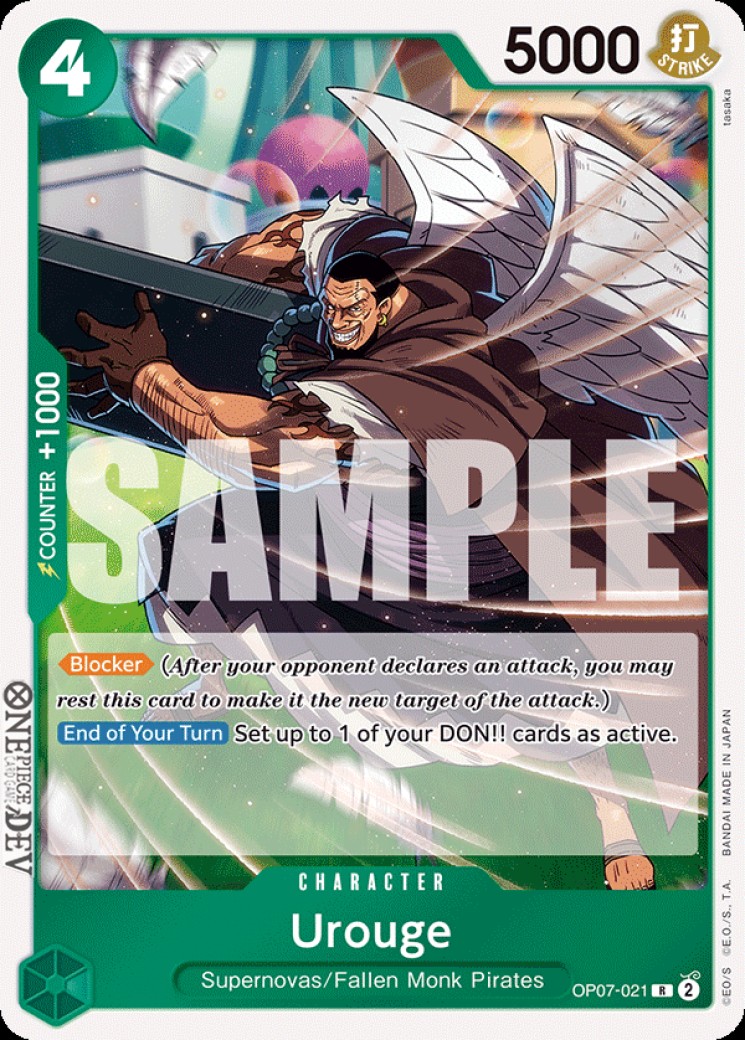 4
5000
打
STRIKE
tasaka
COUNTER +1000
SAMPLE
Blocker (After your opponent declares an attack, you may
rest this card to make it the new target of the attack.)
End of Your Turn Set up to 1 of your DON!! cards as active.
ONE PIECE
CARD GAME
/DEV
CHARACTER
Urouge
Supernovas/Fallen Monk Pirates
OP07-021 R 2
©EO/S ©E.O./S., T.A. BANDAI MADE IN JAPAN